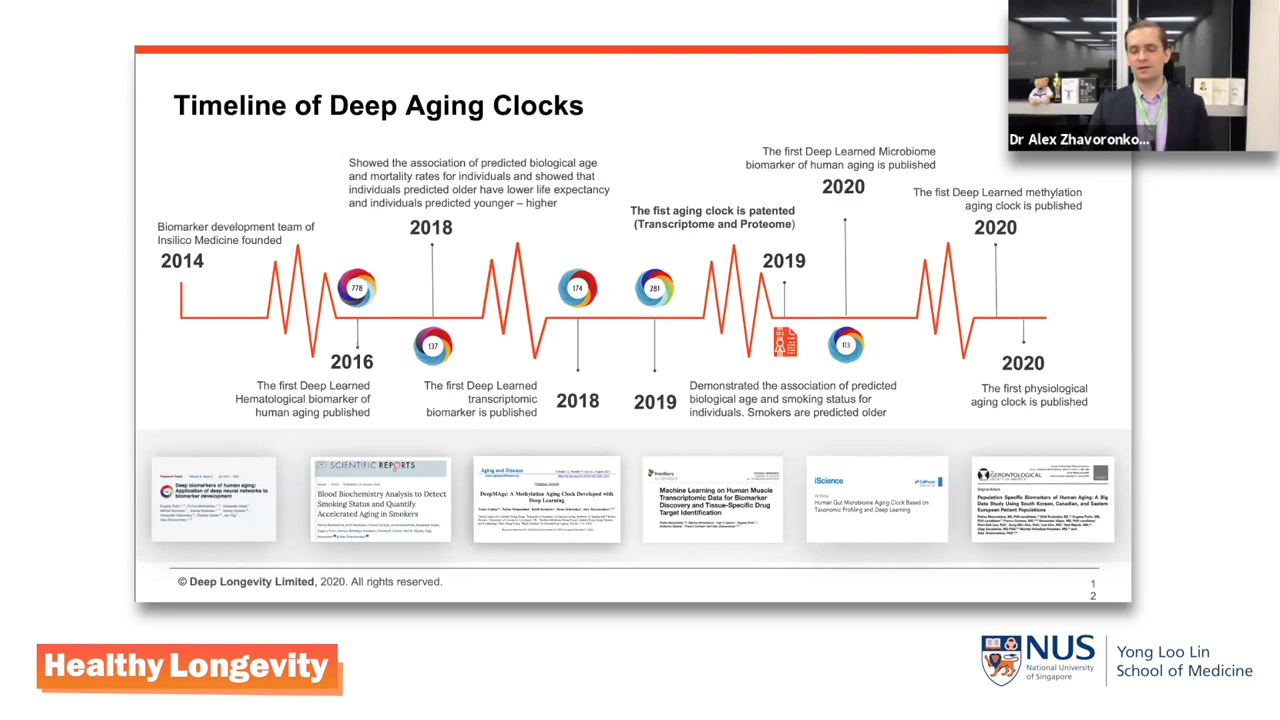 Timeline of Deep Aging Clocks
Dr Alex Zhavoronko...
Showed the association of predicted biological age
and mortality rates for individuals and showed that
individuals predicted older have lower life expectancy
and individuals predicted younger – higher
2018
The first Deep Learned Microbiome
biomarker of human aging is published
2020
The fist Deep Learned methylation
aging clock is published
2020
The fist aging clock is patented
(Transcriptome and Proteome)
2019
Biomarker development team of
Insilico Medicine founded
2014
778
137
174
281
113
2016
The first Deep Learned
Hematological biomarker of
human aging published
The first Deep Learned
transcriptomic
biomarker is published
2018
2019
Demonstrated the association of predicted
biological age and smoking status for
individuals. Smokers are predicted older
2020
The first physiological
aging clock is published
Deep biomarkers of human aging:
Application of deep neural networks to
biomarker development
SCIENTIFIC REPORTS
Blood Biochemistry Analysis to Detect
Smoking Status and Quantify
Accelerated Aging in Smokers
Aging and Disease
DeepMAge: A Methylation Aging Clock Developed with
Deep Learning
frontiers
Machine Learning on Human Muscle
Transcriptomic Data for Biomarker
Discovery and Tissue-Specific Drug
Target Identification
iScience
CellPress
Article
Human Gut Microbiome Aging Clock Based on
Taxonomic Profiling and Deep Learning
GERONTOLOGICAL
Population Specific Biomarkers of Human Aging: A Big
Data Study Using South Korean, Canadian, and Eastern
European Patient Populations
© Deep Longevity Limited, 2020. All rights reserved.
1
2
Healthy Longevity
NUS
National University
of Singapore
Yong Loo Lin
School of Medicine